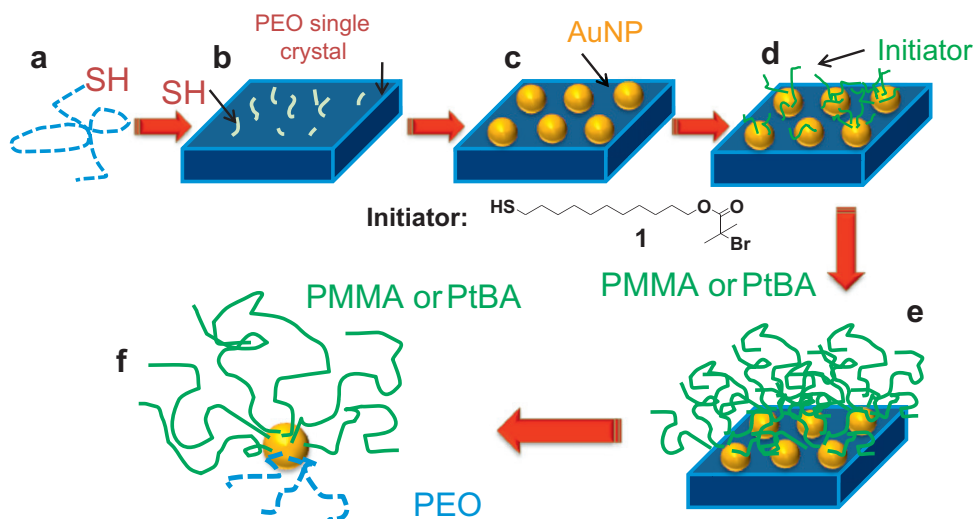 a
SH
b
PEO single
crystal
SH
c
AuNP
d
Initiator
Initiator:
HS
O
O
Br
1
PMMA or PtBA
e
PMMA or PtBA
f
PEO